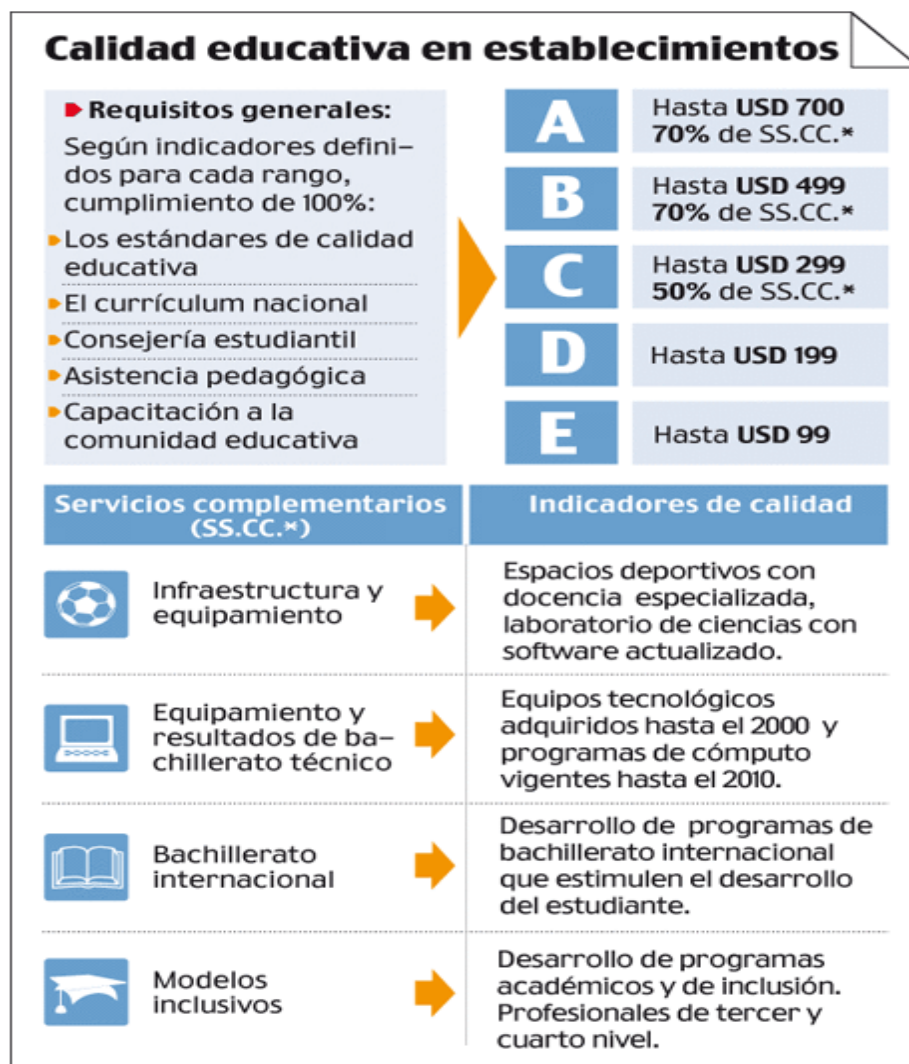 Calidad educativa en establecimientos
Requisitos generales:
Según indicadores defini-
dos para cada rango,
cumplimiento de 100%:
Los estándares de calidad
educativa
El currículum nacional
Consejería estudiantil
Asistencia pedagógica
Capacitación a la
comunidad educativa
A
Hasta USD 700
70% de SS.CC.*
B
Hasta USD 499
70% de SS.CC.*
C
Hasta USD 299
50% de SS.CC.*
D
Hasta USD 199
E
Hasta USD 99
Servicios complementarios
(SS.CC.*)
Indicadores de calidad
Infraestructura y
equipamiento
Espacios deportivos con
docencia especializada,
laboratorio de ciencias con
software actualizado.
Equipamiento y
resultados de ba-
chillerato técnico
Equipos tecnológicos
adquiridos hasta el 2000 y
programas de cómputo
vigentes hasta el 2010.
Bachillerato
internacional
Desarrollo de programas de
bachillerato internacional
que estimulen el desarrollo
del estudiante.
Modelos
inclusivos
Desarrollo de programas
académicos y de inclusión.
Profesionales de tercer y
cuarto nivel.